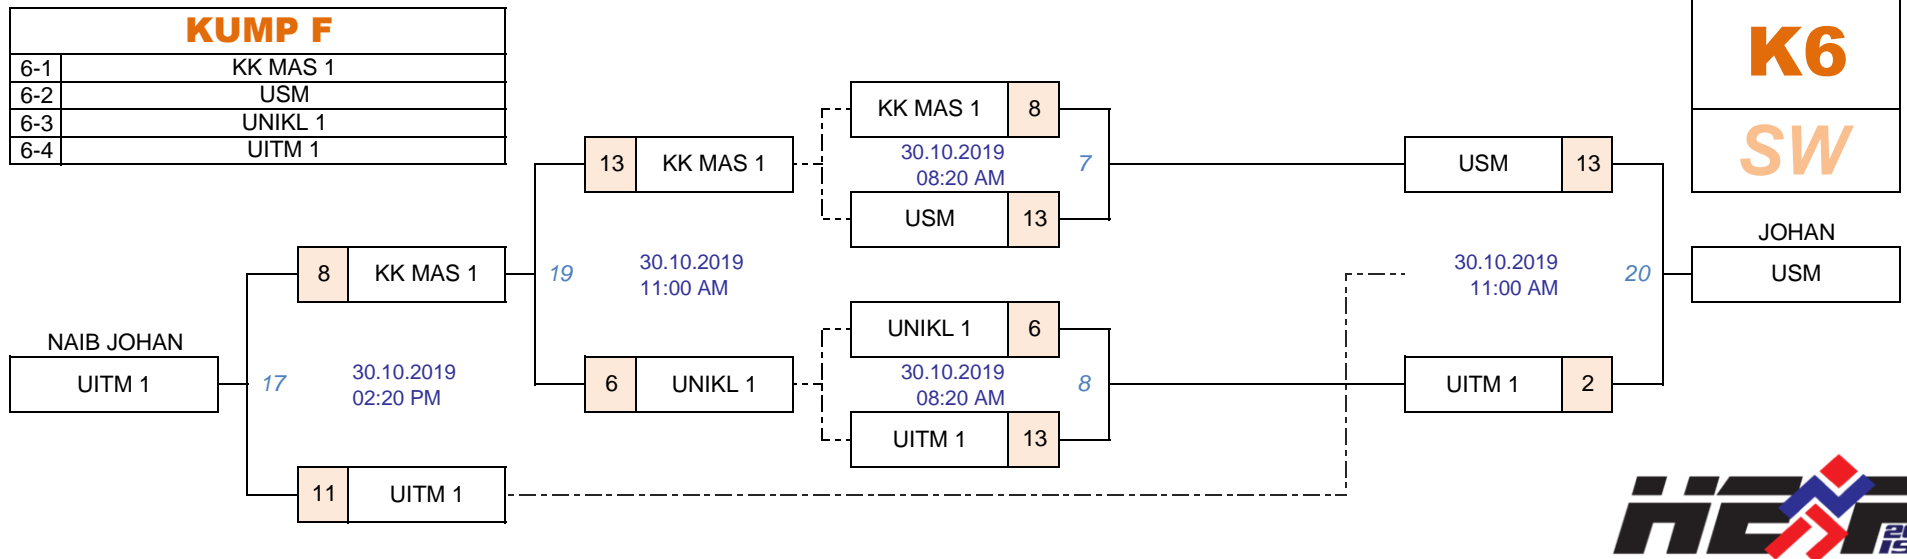 KUMP F
6-1 KK MAS 1
6-2 USM
6-3 UNIKL 1
6-4 UITM 1
K6
SW
KK MAS 1 8
30.10.2019
08:20 AM
7
USM 13
13 KK MAS 1
USM 13
8 KK MAS 1
19
30.10.2019
11:00 AM
30.10.2019
11:00 AM
20
JOHAN
USM
UNIKL 1 6
30.10.2019
08:20 AM
8
UITM 1 13
6 UNIKL 1
UITM 1 2
NAIB JOHAN
UITM 1
17
30.10.2019
02:20 PM
11 UITM 1